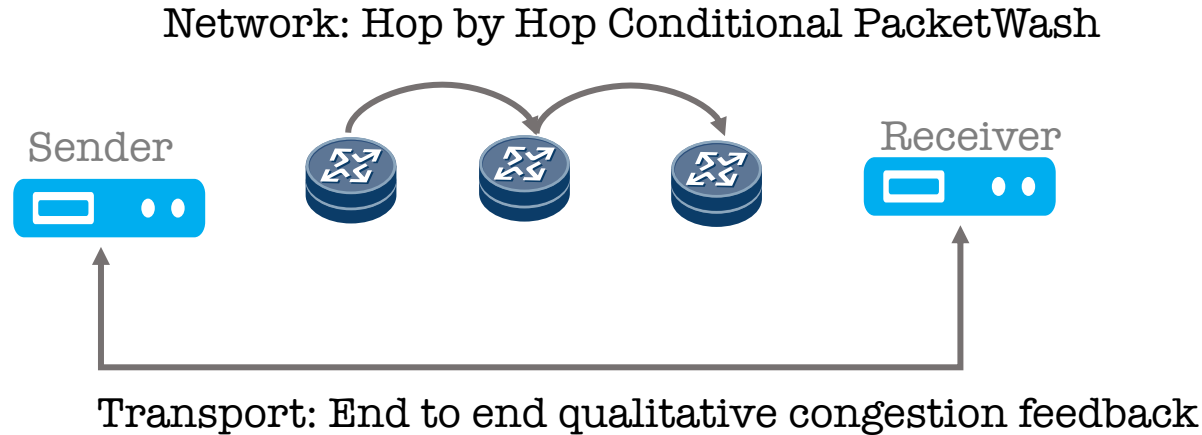 Network: Hop by Hop Conditional PacketWash
Sender
Receiver
Transport: End to end qualitative congestion feedback